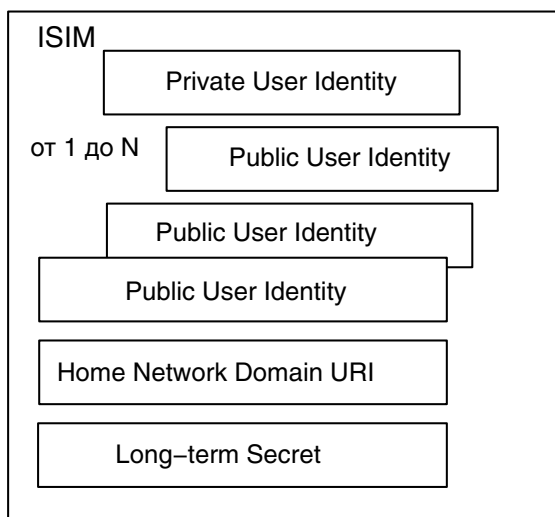 ISIM
Private User Identity
от 1 до N
Public User Identity
Public User Identity
Public User Identity
Home Network Domain URI
Long–term Secret